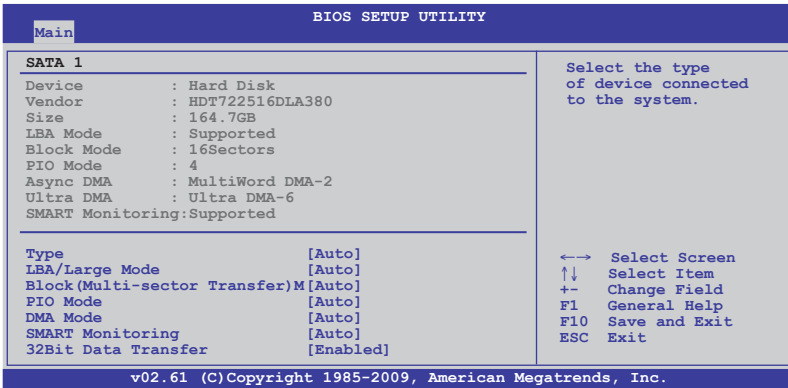 BIOS SETUP UTILITY
Main
SATA 1
Device : Hard Disk
Vendor : HDT722516DLA380
Size : 164.7GB
LBA Mode : Supported
Block Mode : 16Sectors
PIO Mode : 4
Async DMA : MultiWord DMA-2
Ultra DMA : Ultra DMA-6
SMART Monitoring:Supported
Type [Auto]
LBA/Large Mode [Auto]
Block(Multi-sector Transfer)M[Auto]
PIO Mode [Auto]
DMA Mode [Auto]
SMART Monitoring [Auto]
32Bit Data Transfer [Enabled]
Select the type
of device connected
to the system.
←→ Select Screen
↑↓ Select Item
+- Change Field
F1 General Help
F10 Save and Exit
ESC Exit
v02.61 (C)Copyright 1985-2009, American Megatrends, Inc.